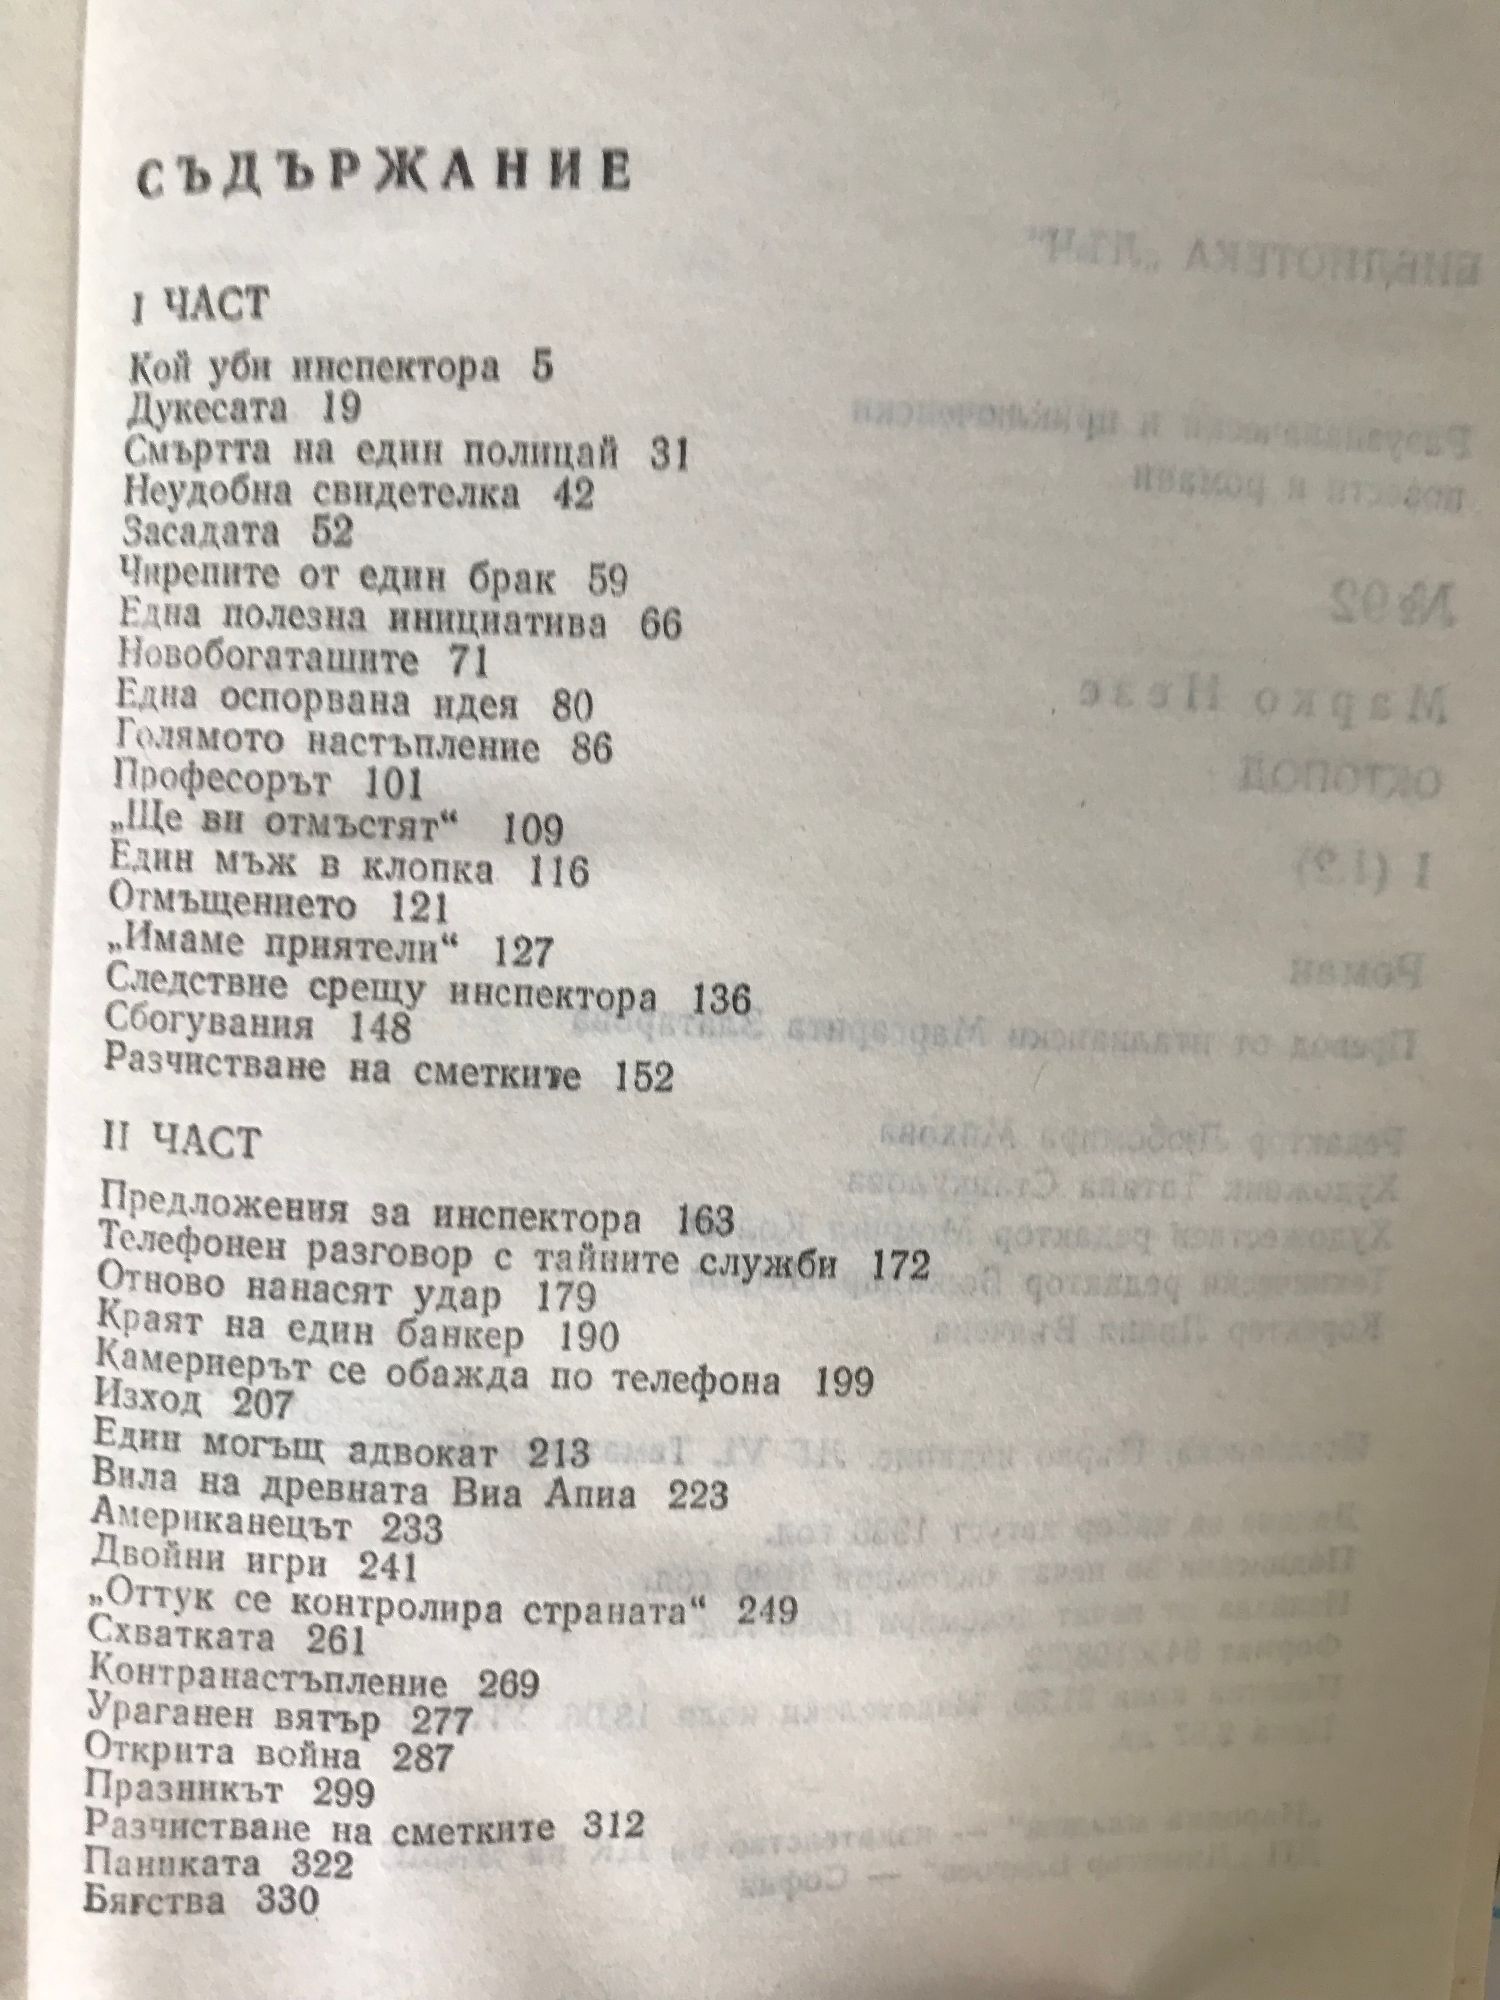 СЪДЪРЖАНИЕ
I ЧАСТ
Кой уби инспектора 5
Дукесата 19
Смъртта на един полицай 31
Неудобна свидетелка 42
Засадата 52
Чирепите от един брак 59
Една полезна инициатива 66
Новобогаташите 71
Една оспорвана идея 80
Голямото настъпление 86
Професорът 101
„Ще ви отмъстят“ 109
Един мъж в клопка 116
Отмъщението 121
„Имаме приятели“ 127
Следствие срещу инспектора 136
Сбогувания 148
Разчистване на сметките 152
II ЧАСТ
Предложения за инспектора 163
Телефонен разговор с тайните служби 172
Отново нанасят удар 179
Краят на един банкер 190
Камериерът се обажда по телефона 199
Изход 207
Един могъщ адвокат 213
Вила на древната Виа Апиа 223
Американецът 233
Двойни игри 241
„Оттук се контролира страната“ 249
Схватката 261
Контранастъпление 269
Ураганен вятър 277
Открита война 287
Празникът 299
Разчистване на сметките 312
Паниката 322
Бягства 330